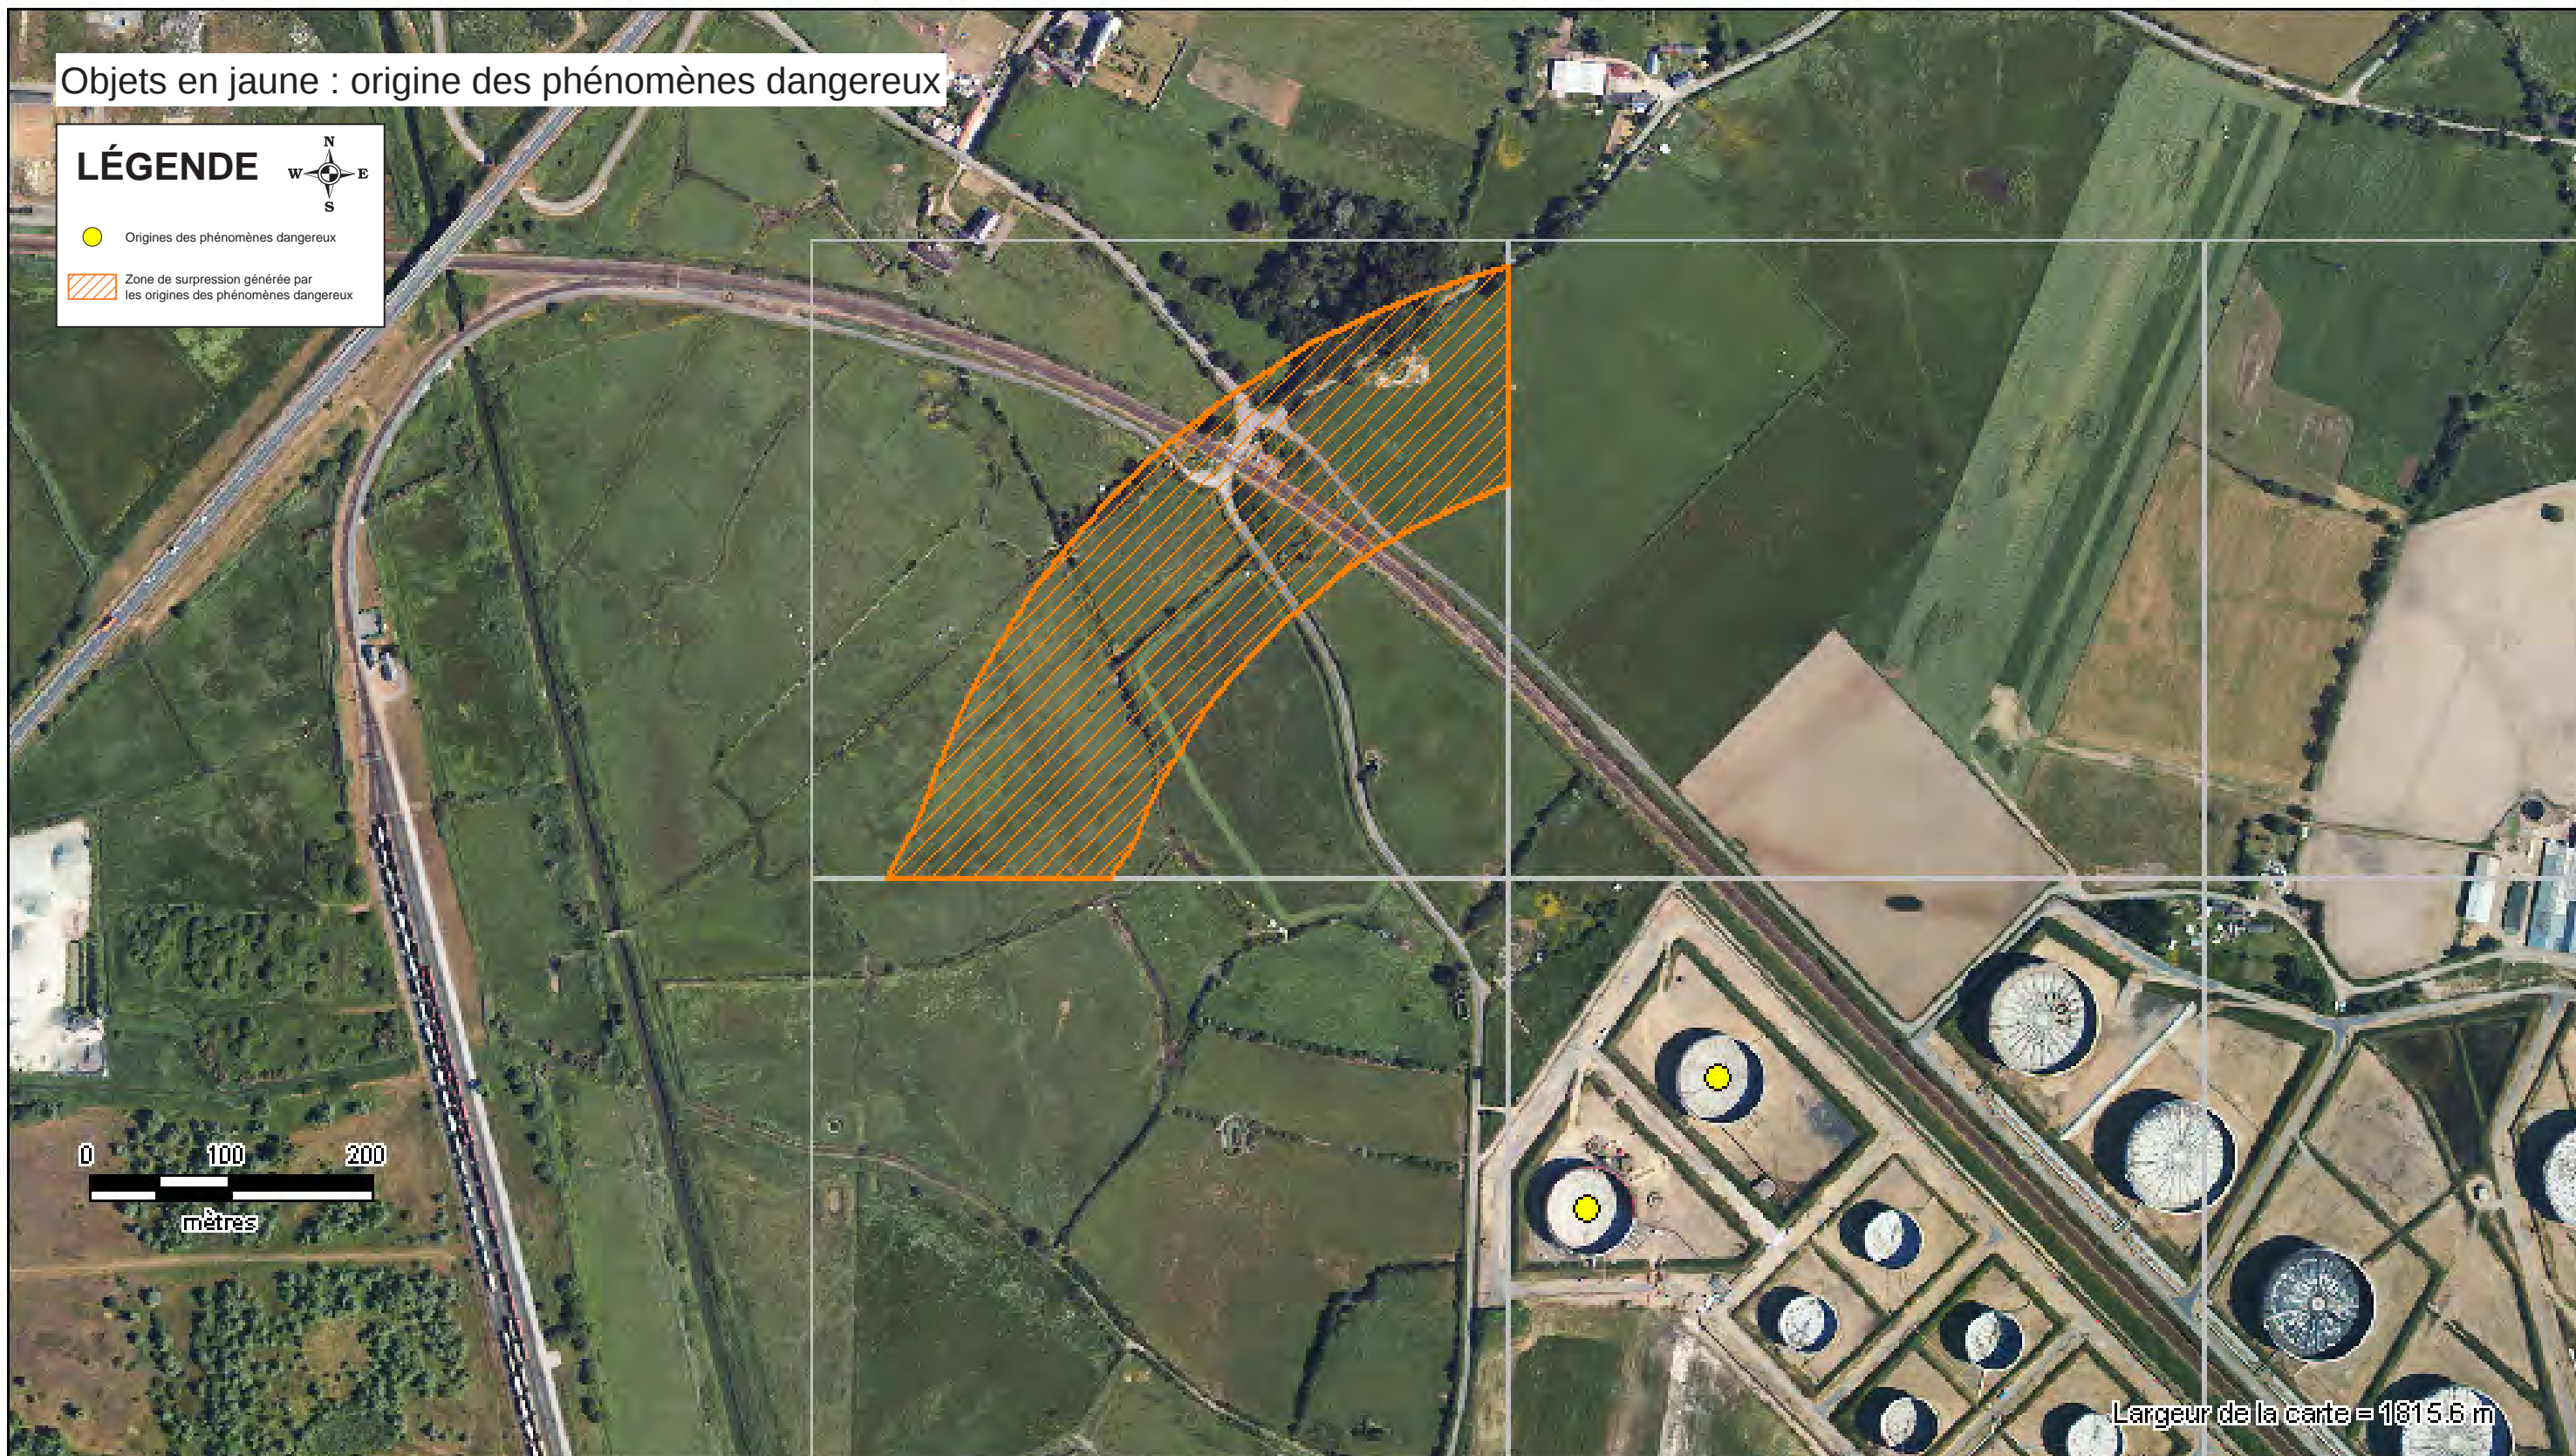 Objets en jaune : origine des phénomènes dangereux
LÉGENDE
N
W E
S
Origines des phénomènes dangereux
Zone de surpression générée par
les origines des phénomènes dangereux
0 100 200
mètres
Largeur de la carte = 1815.6 m